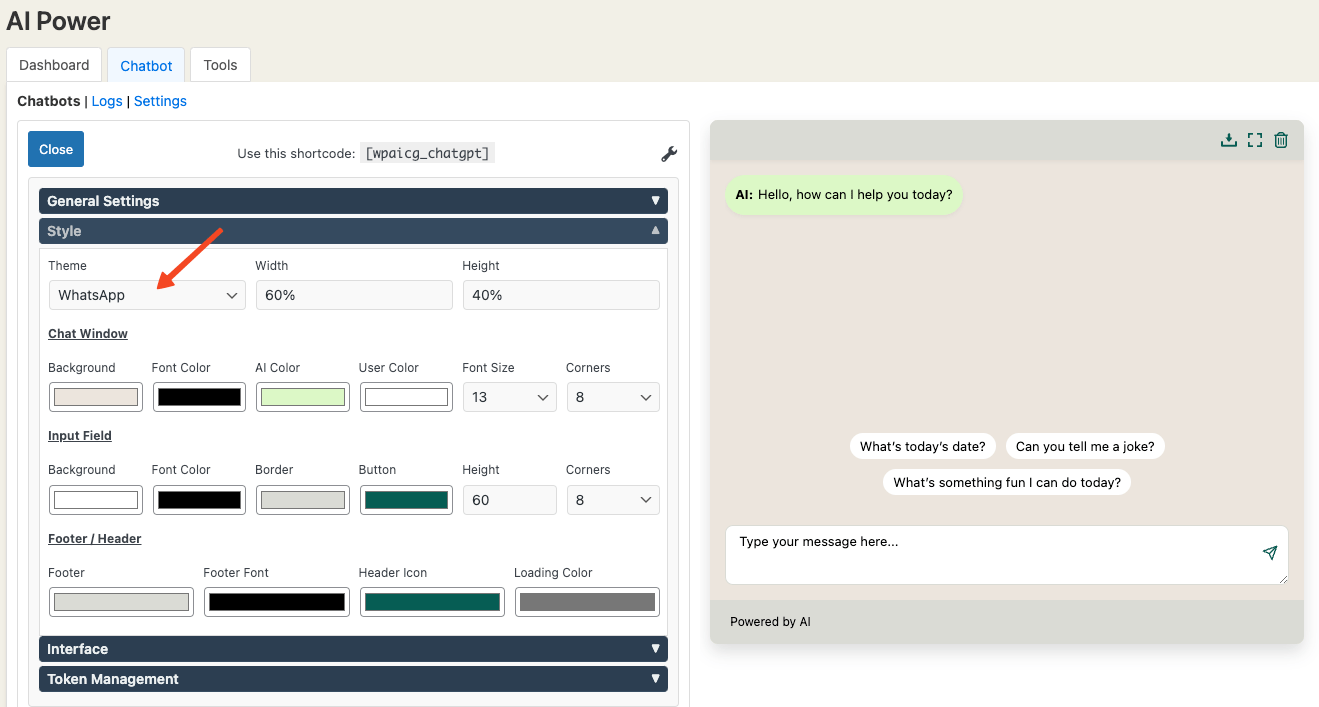 AI Power
Dashboard Chatbot Tools
Chatbots | Logs | Settings
Close
Use this shortcode: [wpaicg_chatgpt]
General Settings
Style
Theme Width Height
WhatsApp 60% 40%
Chat Window
Background Font Color AI Color User Color Font Size Corners
13 8
Input Field
Background Font Color Border Button Height Corners
60 8
Footer / Header
Footer Footer Font Header Icon Loading Color
Interface
Token Management
AI: Hello, how can I help you today?
What's today's date? Can you tell me a joke?
What's something fun I can do today?
Type your message here...
Powered by AI